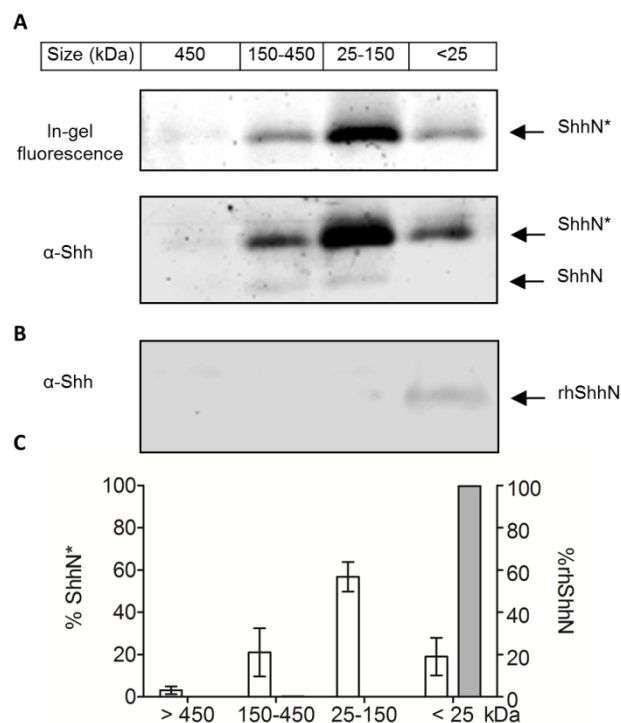 A
Size (kDa) 450 150-450 25-150 <25
In-gel fluorescence
ShhN*
α-Shh
ShhN*
ShhN
B
α-Shh
rhShhN
C
% ShhN*
100
80
60
40
20
0
%rhShhN
100
80
60
40
20
0
> 450 150-450 25-150 < 25 kDa